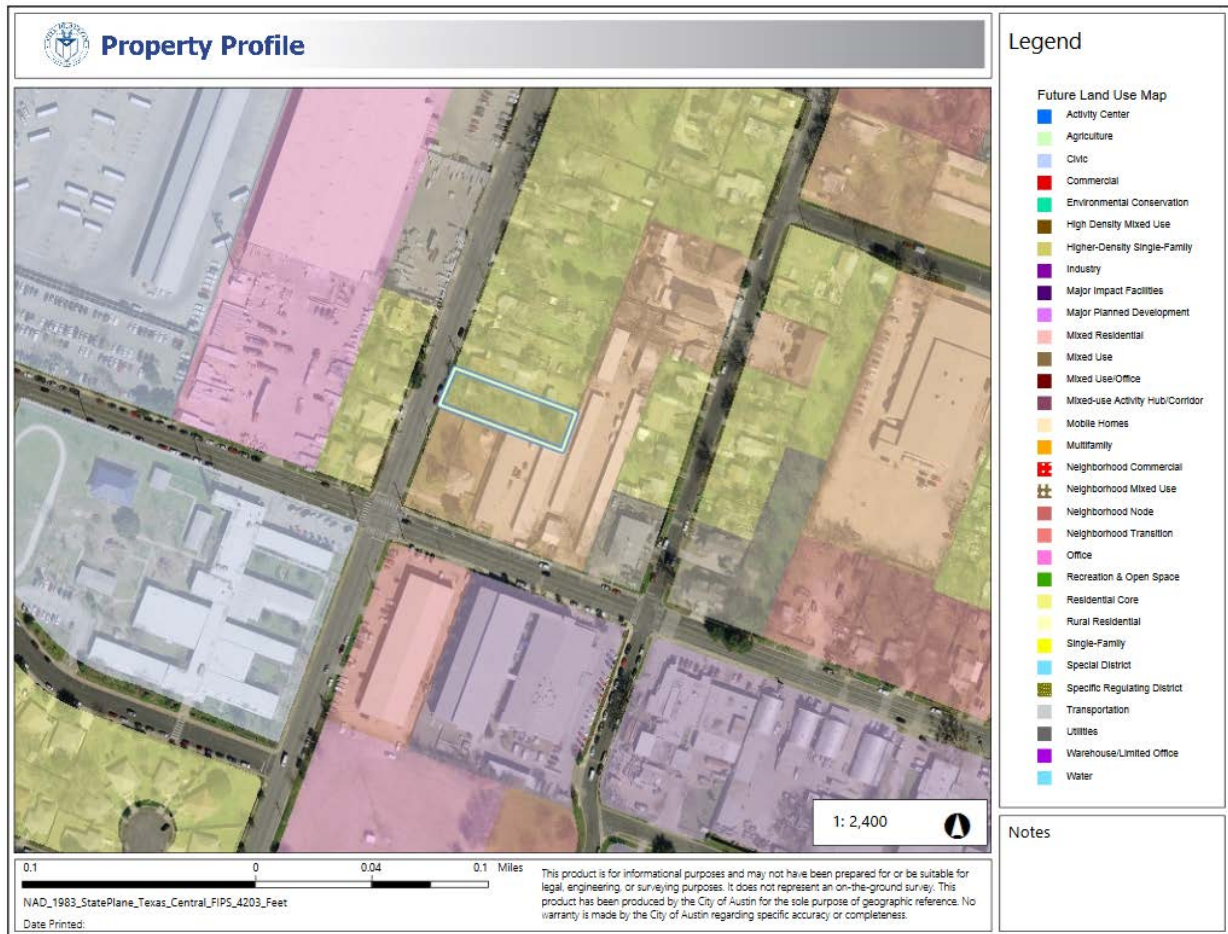 Property Profile
Legend
Future Land Use Map
Activity Center
Agriculture
Civic
Commercial
Environmental Conservation
High Density Mixed Use
Higher-Density Single-Family
Industry
Major Impact Facilities
Major Planned Development
Mixed Residential
Mixed Use
Mixed Use/Office
Mixed-use Activity Hub/Corridor
Mobile Homes
Multifamily
Neighborhood Commercial
Neighborhood Mixed Use
Neighborhood Node
Neighborhood Transition
Office
Recreation & Open Space
Residential Core
Rural Residential
Single-Family
Special District
Specific Regulating District
Transportation
Utilities
Warehouse/Limited Office
Water
1: 2,400
Notes
0.1 0 0.04 0.1 Miles
NAD_1983_StatePlane_Texas_Central_FIPS_4203_Feet
Date Printed:
This product is for informational purposes and may not have been prepared for or be suitable for
legal, engineering, or surveying purposes. It does not represent an on-the-ground survey. This
product has been produced by the City of Austin for the sole purpose of geographic reference. No
warranty is made by the City of Austin regarding specific accuracy or completeness.